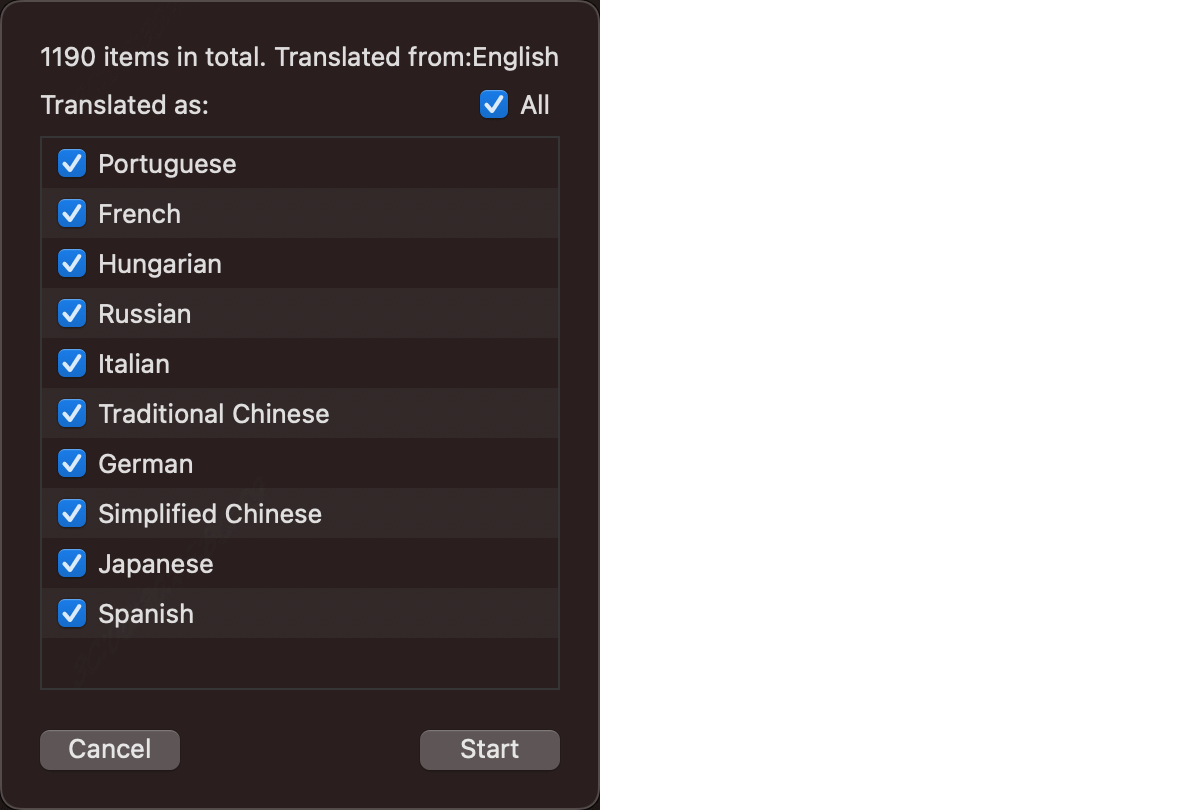 1190 items in total. Translated from:English
Translated as:
All
Portuguese
French
Hungarian
Russian
Italian
Traditional Chinese
German
Simplified Chinese
Japanese
Spanish
Cancel
Start